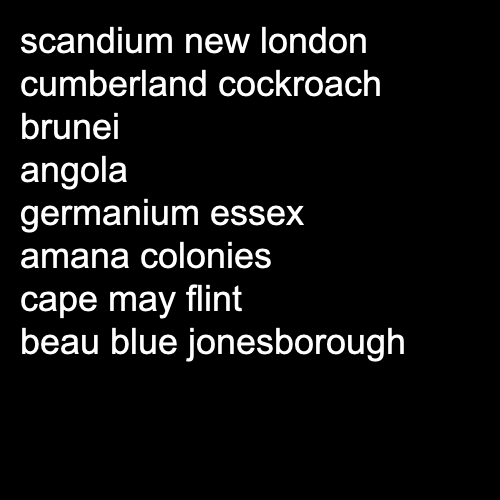 scandium new london
cumberland cockroach
brunei
angola
germanium essex
amana colonies
cape may flint
beau blue jonesborough